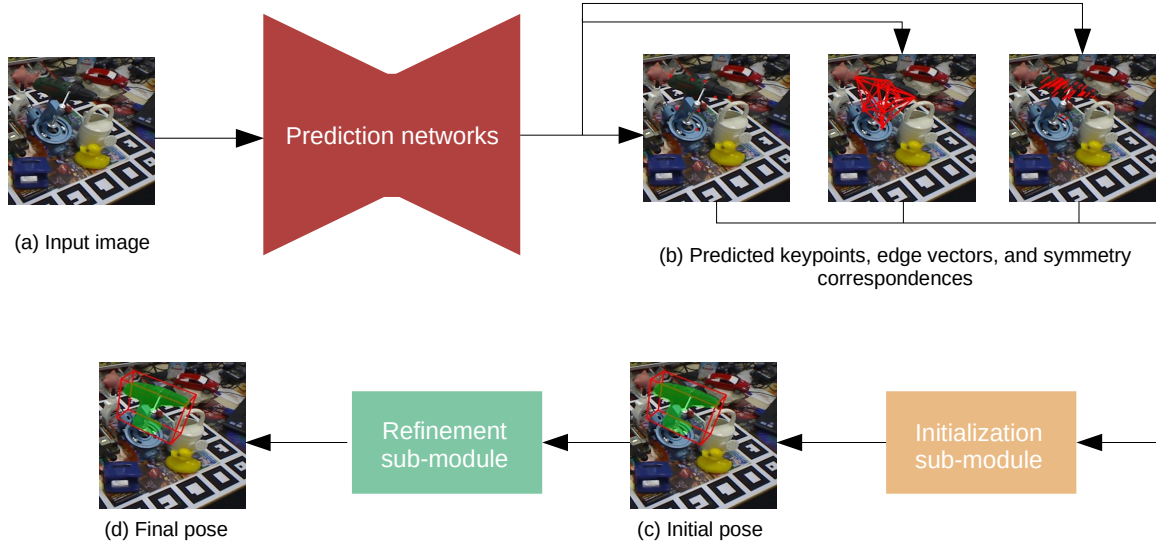 Prediction networks
(a) Input image
(b) Predicted keypoints, edge vectors, and symmetry
correspondences
Refinement
sub-module
Initialization
sub-module
(d) Final pose
(c) Initial pose